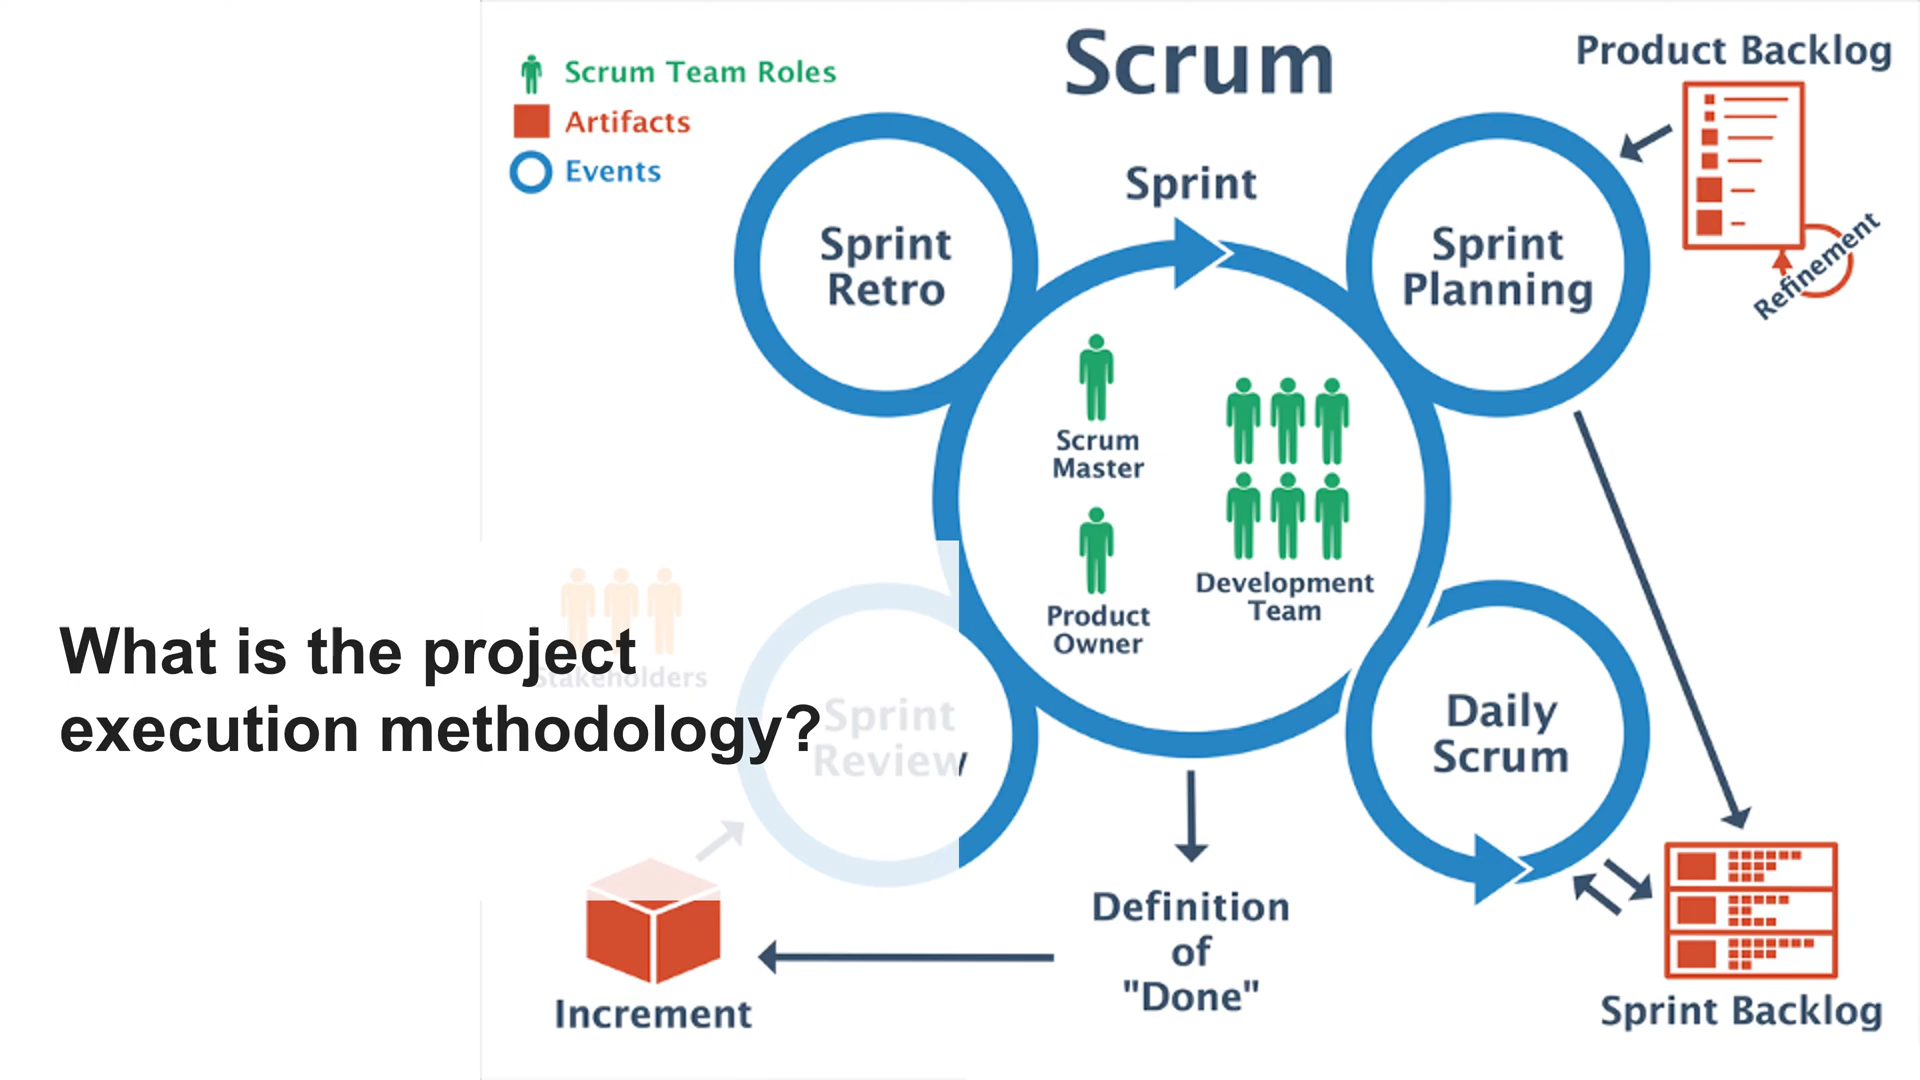 Scrum
Scrum Team Roles
Artifacts
Events
Product Backlog
Refinement
Sprint
Sprint
Retro
Sprint
Planning
Scrum
Master
Product
Owner
Development
Team
Stakeholders
What is the project
execution methodology?
Sprint
Review
Daily
Scrum
Definition
of
"Done"
Increment
Sprint Backlog